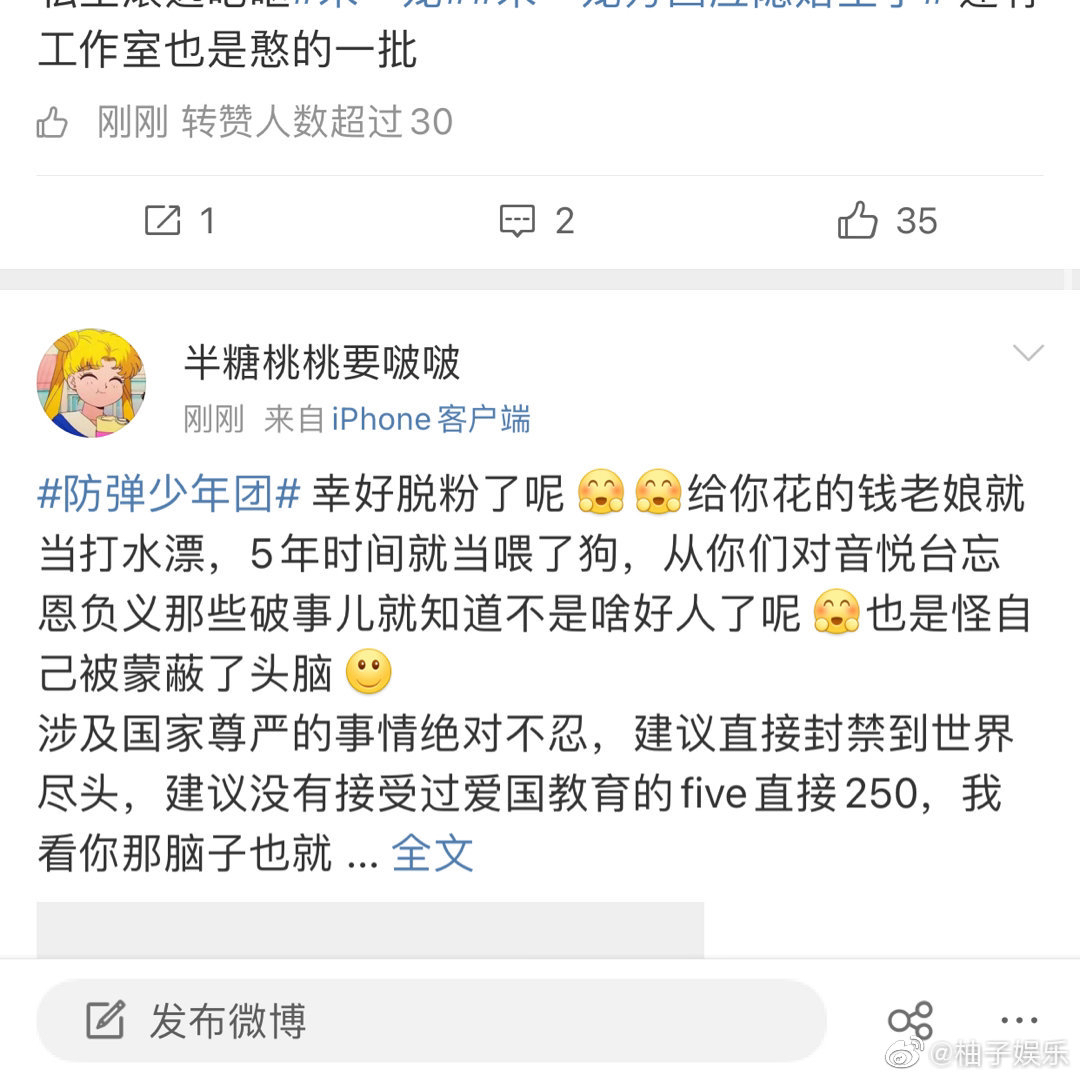 工作室也是憨的一批
刚刚 转赞人数超过30
1
2
35
半糖桃桃要啵啵
刚刚 来自 iPhone客户端
#防弹少年团# 幸好脱粉了呢🥰🥰给你花的钱老娘就
当打水漂，5年时间就当喂了狗，从你们对音悦台忘
恩负义那些破事儿就知道不是啥好人了呢🥰也是怪自
己被蒙蔽了头脑🙂
涉及国家尊严的事情绝对不忍，建议直接封禁到世界
尽头，建议没有接受过爱国教育的five直接250，我
看你那脑子也就 ... 全文
发布微博
@柚子娱乐